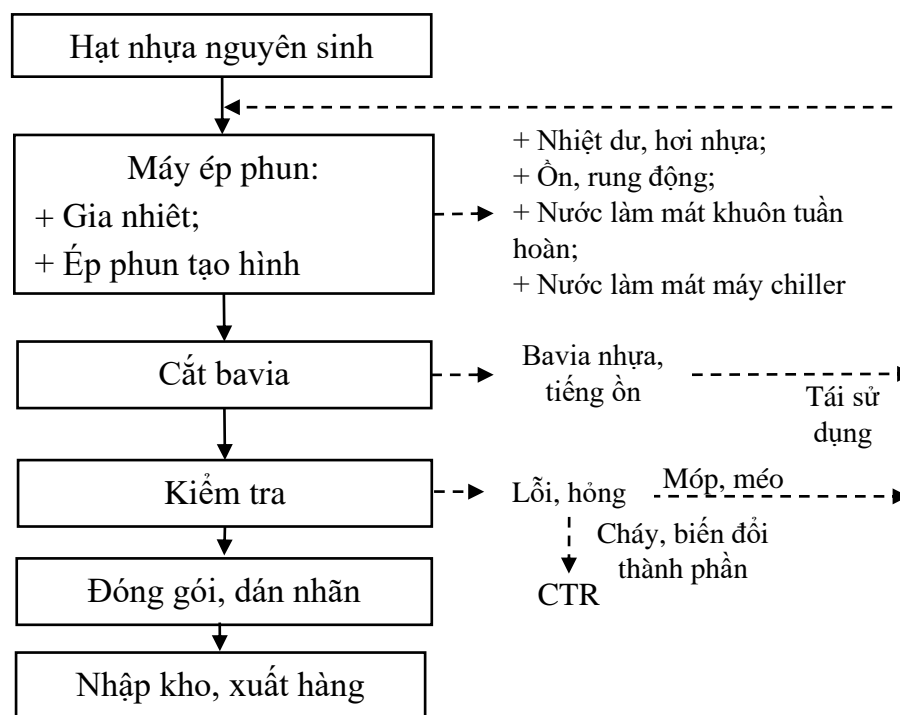 Hạt nhựa nguyên sinh
Máy ép phun:
+ Gia nhiêt;
+ Ép phun tạo hình
+ Nhiệt dư, hơi nhựa;
+ Ồn, rung động;
+ Nước làm mát khuôn tuần
hoàn;
+ Nước làm mát máy chiller
Cắt bavia
Bavia nhựa,
tiếng ồn
Tái sử
dụng
Kiểm tra
Lỗi, hỏng
Móp, méo
Cháy, biến đổi
thành phần
CTR
Đóng gói, dán nhãn
Nhập kho, xuất hàng